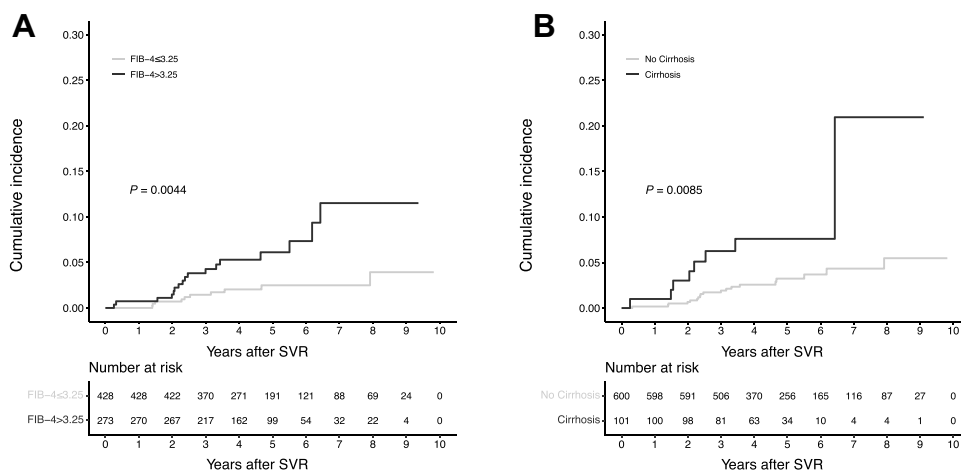 A
0.30
0.25
0.20
0.15
0.10
0.05
0.00
Cumulative incidence
FIB−4≤3.25
FIB−4>3.25
P = 0.0044
0 1 2 3 4 5 6 7 8 9 10
Years after SVR
Number at risk
FIB−4≤3.25 428 428 422 370 271 191 121 88 69 24 0
FIB−4>3.25 273 270 267 217 162 99 54 32 22 4 0
0 1 2 3 4 5 6 7 8 9 10
Years after SVR
B
0.30
0.25
0.20
0.15
0.10
0.05
0.00
Cumulative incidence
No Cirrhosis
Cirrhosis
P = 0.0085
0 1 2 3 4 5 6 7 8 9 10
Years after SVR
Number at risk
No Cirrhosis 600 598 591 506 370 256 165 116 87 27 0
Cirrhosis 101 100 98 81 63 34 10 4 4 1 0
0 1 2 3 4 5 6 7 8 9 10
Years after SVR